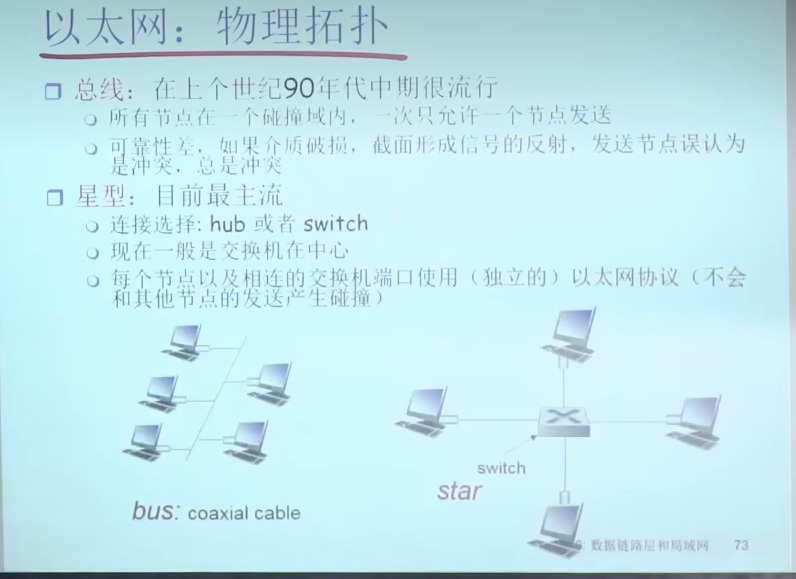 以太网：物理拓扑
总线：在上个世纪90年代中期很流行
所有节点在一个碰撞域内，一次只允许一个节点发送
可靠性差，如果介质破损，截面形成信号的反射，发送节点误认为
是冲突，总是冲突
星型：目前最主流
连接选择: hub 或者 switch
现在一般是交换机在中心
每个节点以及相连的交换机端口使用（独立的）以太网协议（不会
和其他节点的发送产生碰撞）
switch
bus: coaxial cable
star
数据链路层和局域网 73